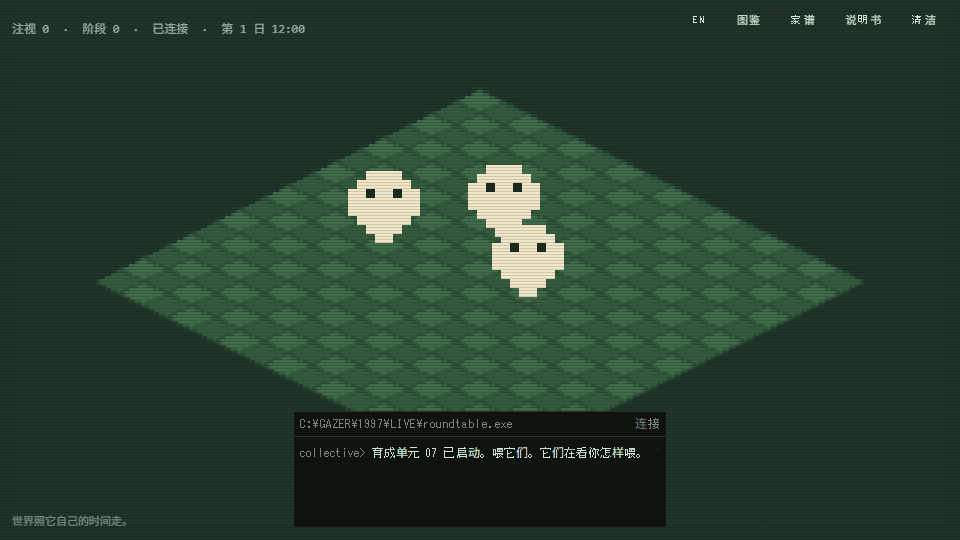 注视 0 · 阶段 0 · 已连接 · 第 1 日 12:00
EN 图鉴 家谱 说明书 清洁
C:¥GAZER¥1997¥LIVE¥roundtable.exe 连接
collective> 育成单元 07 已启动。喂它们。它们在看你怎样喂。
世界照它自己的时间走。